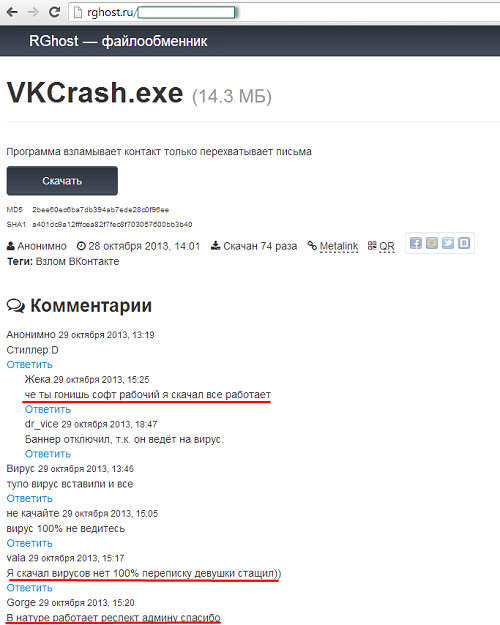 rghost.ru/
RGhost — файлообменник
VKCrash.exe (14.3 МБ)
Программа взламывает контакт только перехватывает письма
Скачать
MD5 2bee60ec6ba7db394ab7ede28c0f96ee
SHA1 a401dc9a12fffcea82f7fec8f703057600bb3b40
Анонимно 28 октября 2013, 14:01 Скачан 74 раза Metalink QR
Теги: Взлом ВКонтакте
Комментарии
Анонимно 29 октября 2013, 13:19
Стиллер:D
Ответить
Жека 29 октября 2013, 15:25
че ты гонишь софт рабочий я скачал все работает
Ответить
dr_vice 29 октября 2013, 18:47
Баннер отключил, т.к. он ведёт на вирус.
Ответить
Вирус 29 октября 2013, 13:46
тупо вирус вставили и все
Ответить
не качайте 29 октября 2013, 15:05
вирус 100% не ведитесь
Ответить
vala 29 октября 2013, 15:17
Я скачал вирусов нет 100% переписку девушки стащил))
Ответить
Gorge 29 октября 2013, 15:20
В натуре работает респект админу спасибо